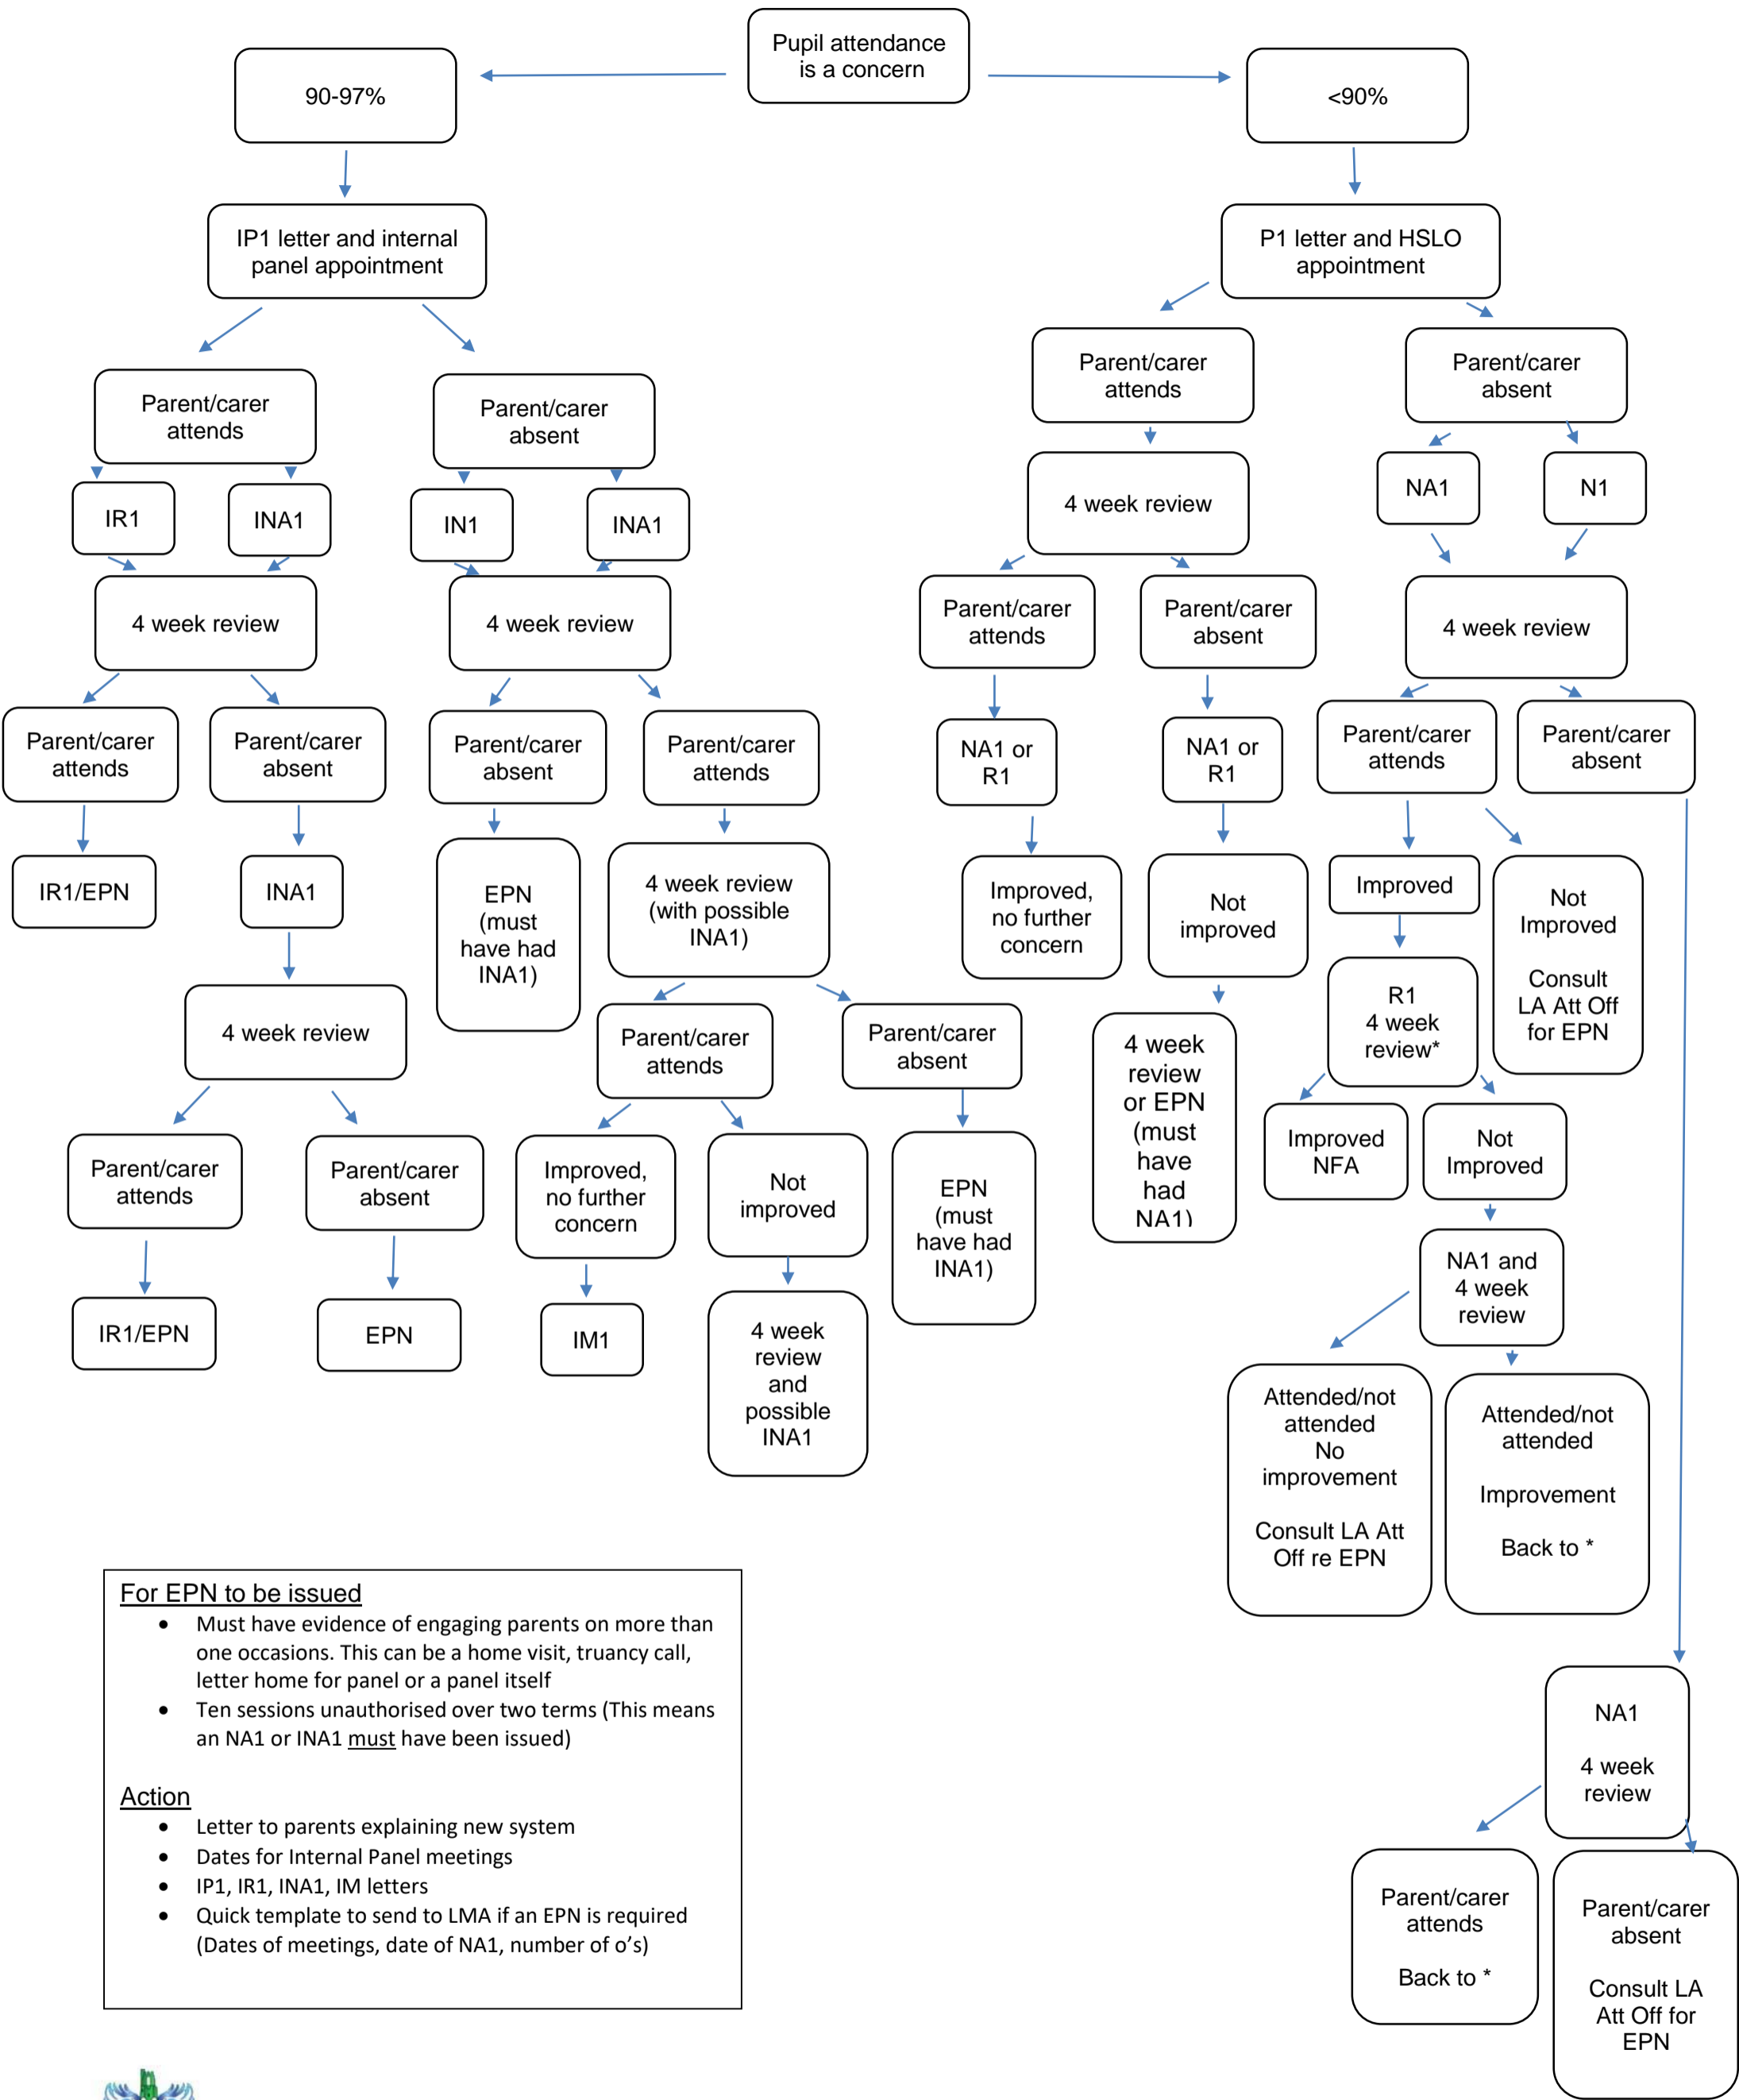 Pupil attendance
is a concern
90-97%
<90%
IP1 letter and internal
panel appointment
P1 letter and HSLO
appointment
Parent/carer
attends
Parent/carer
absent
Parent/carer
attends
Parent/carer
absent
IR1
INA1
IN1
INA1
4 week review
NA1
N1
4 week review
4 week review
Parent/carer
attends
Parent/carer
absent
4 week review
Parent/carer
attends
Parent/carer
absent
Parent/carer
absent
Parent/carer
attends
NA1 or
R1
NA1 or
R1
Parent/carer
attends
Parent/carer
absent
IR1/EPN
INA1
EPN
(must
have had
INA1)
4 week review
(with possible
INA1)
Improved,
no further
concern
Not
improved
Improved
Not
Improved
Consult
LA Att Off
for EPN
4 week review
Parent/carer
attends
Parent/carer
absent
4 week
review
or EPN
(must
have
had
NA1)
R1
4 week
review*
Improved
NFA
Not
Improved
Parent/carer
attends
Parent/carer
absent
Improved,
no further
concern
Not
improved
EPN
(must
have had
INA1)
NA1 and
4 week
review
IR1/EPN
EPN
IM1
4 week
review
and
possible
INA1
Attended/not
attended
No
improvement
Consult LA Att
Off re EPN
Attended/not
attended
Improvement
Back to *
For EPN to be issued
• Must have evidence of engaging parents on more than
one occasions. This can be a home visit, truancy call,
letter home for panel or a panel itself
• Ten sessions unauthorised over two terms (This means
an NA1 or INA1 must have been issued)
Action
• Letter to parents explaining new system
• Dates for Internal Panel meetings
• IP1, IR1, INA1, IM letters
• Quick template to send to LMA if an EPN is required
(Dates of meetings, date of NA1, number of o's)
NA1
4 week
review
Parent/carer
attends
Back to *
Parent/carer
absent
Consult LA
Att Off for
EPN